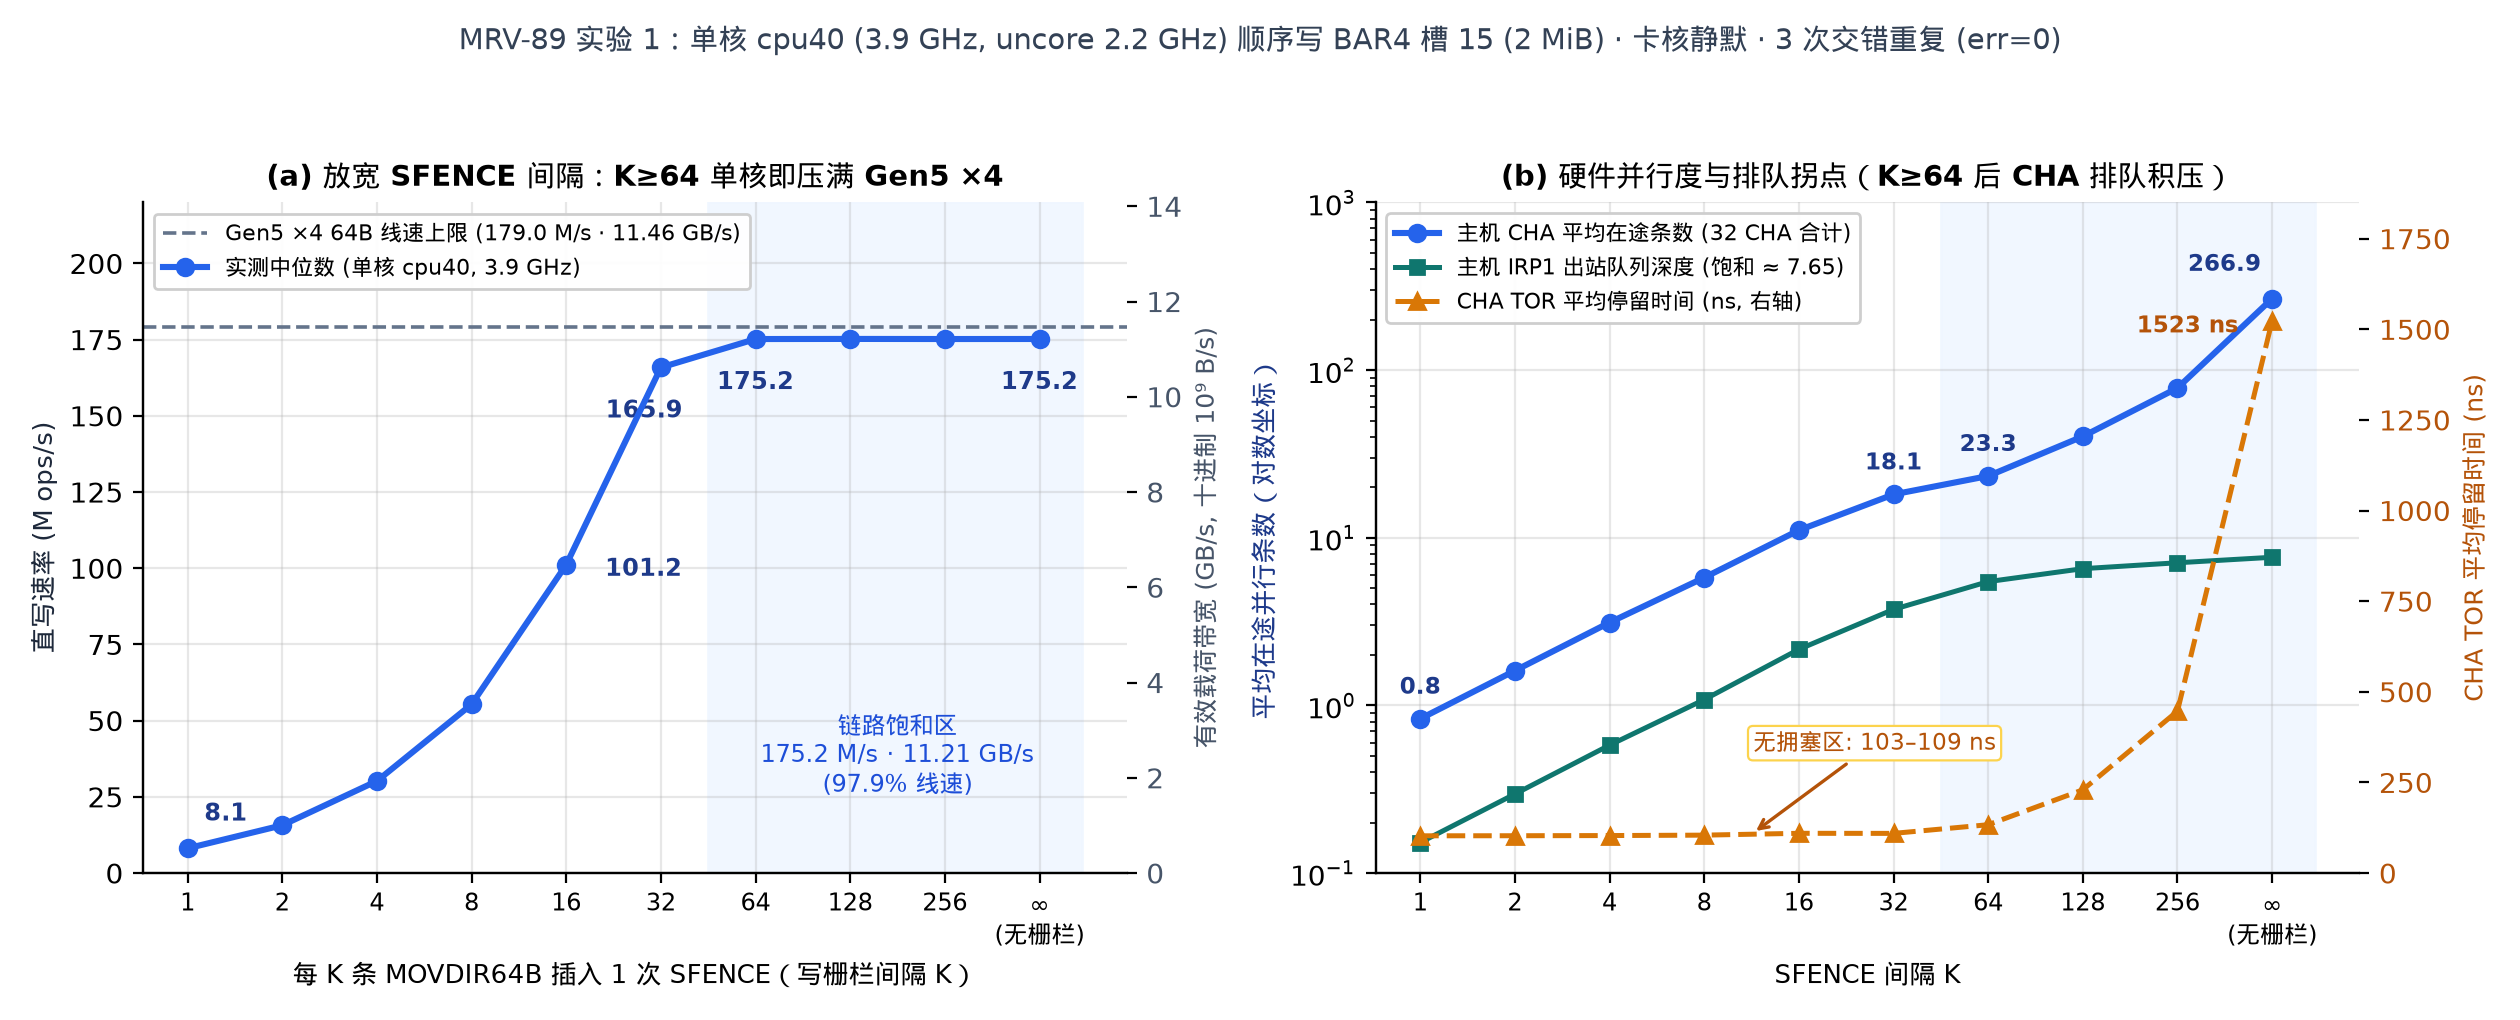 MRV-89 实验 1：单核 cpu40 (3.9 GHz, uncore 2.2 GHz) 顺序写 BAR4 槽 15 (2 MiB) · 卡核静默 · 3 次交错重复 (err=0)
(a) 放宽 SFENCE 间隔：K≥64 单核即压满 Gen5 ×4
Gen5 ×4 64B 线速上限 (179.0 M/s · 11.46 GB/s)
实测中位数 (单核 cpu40, 3.9 GHz)
直写速率 (M ops/s)
200
175
150
125
100
75
50
25
0
14
12
10
8
6
4
2
0
有效载荷带宽 (GB/s, 十进制 10⁹ B/s)
8.1
101.2
165.9
175.2
175.2
链路饱和区
175.2 M/s · 11.21 GB/s
(97.9% 线速)
1 2 4 8 16 32 64 128 256 ∞
(无栅栏)
每 K 条 MOVDIR64B 插入 1 次 SFENCE（写栅栏间隔 K）
(b) 硬件并行度与排队拐点（K≥64 后 CHA 排队积压）
主机 CHA 平均在途条数 (32 CHA 合计)
主机 IRP1 出站队列深度 (饱和 ≈ 7.65)
CHA TOR 平均停留时间 (ns, 右轴)
平均在途并行条数（对数坐标）
10³
10²
10¹
10⁰
10⁻¹
1750
1500
1250
1000
750
500
250
0
CHA TOR 平均停留时间 (ns)
0.8
18.1
23.3
266.9
1523 ns
无拥塞区: 103–109 ns
1 2 4 8 16 32 64 128 256 ∞
(无栅栏)
SFENCE 间隔 K